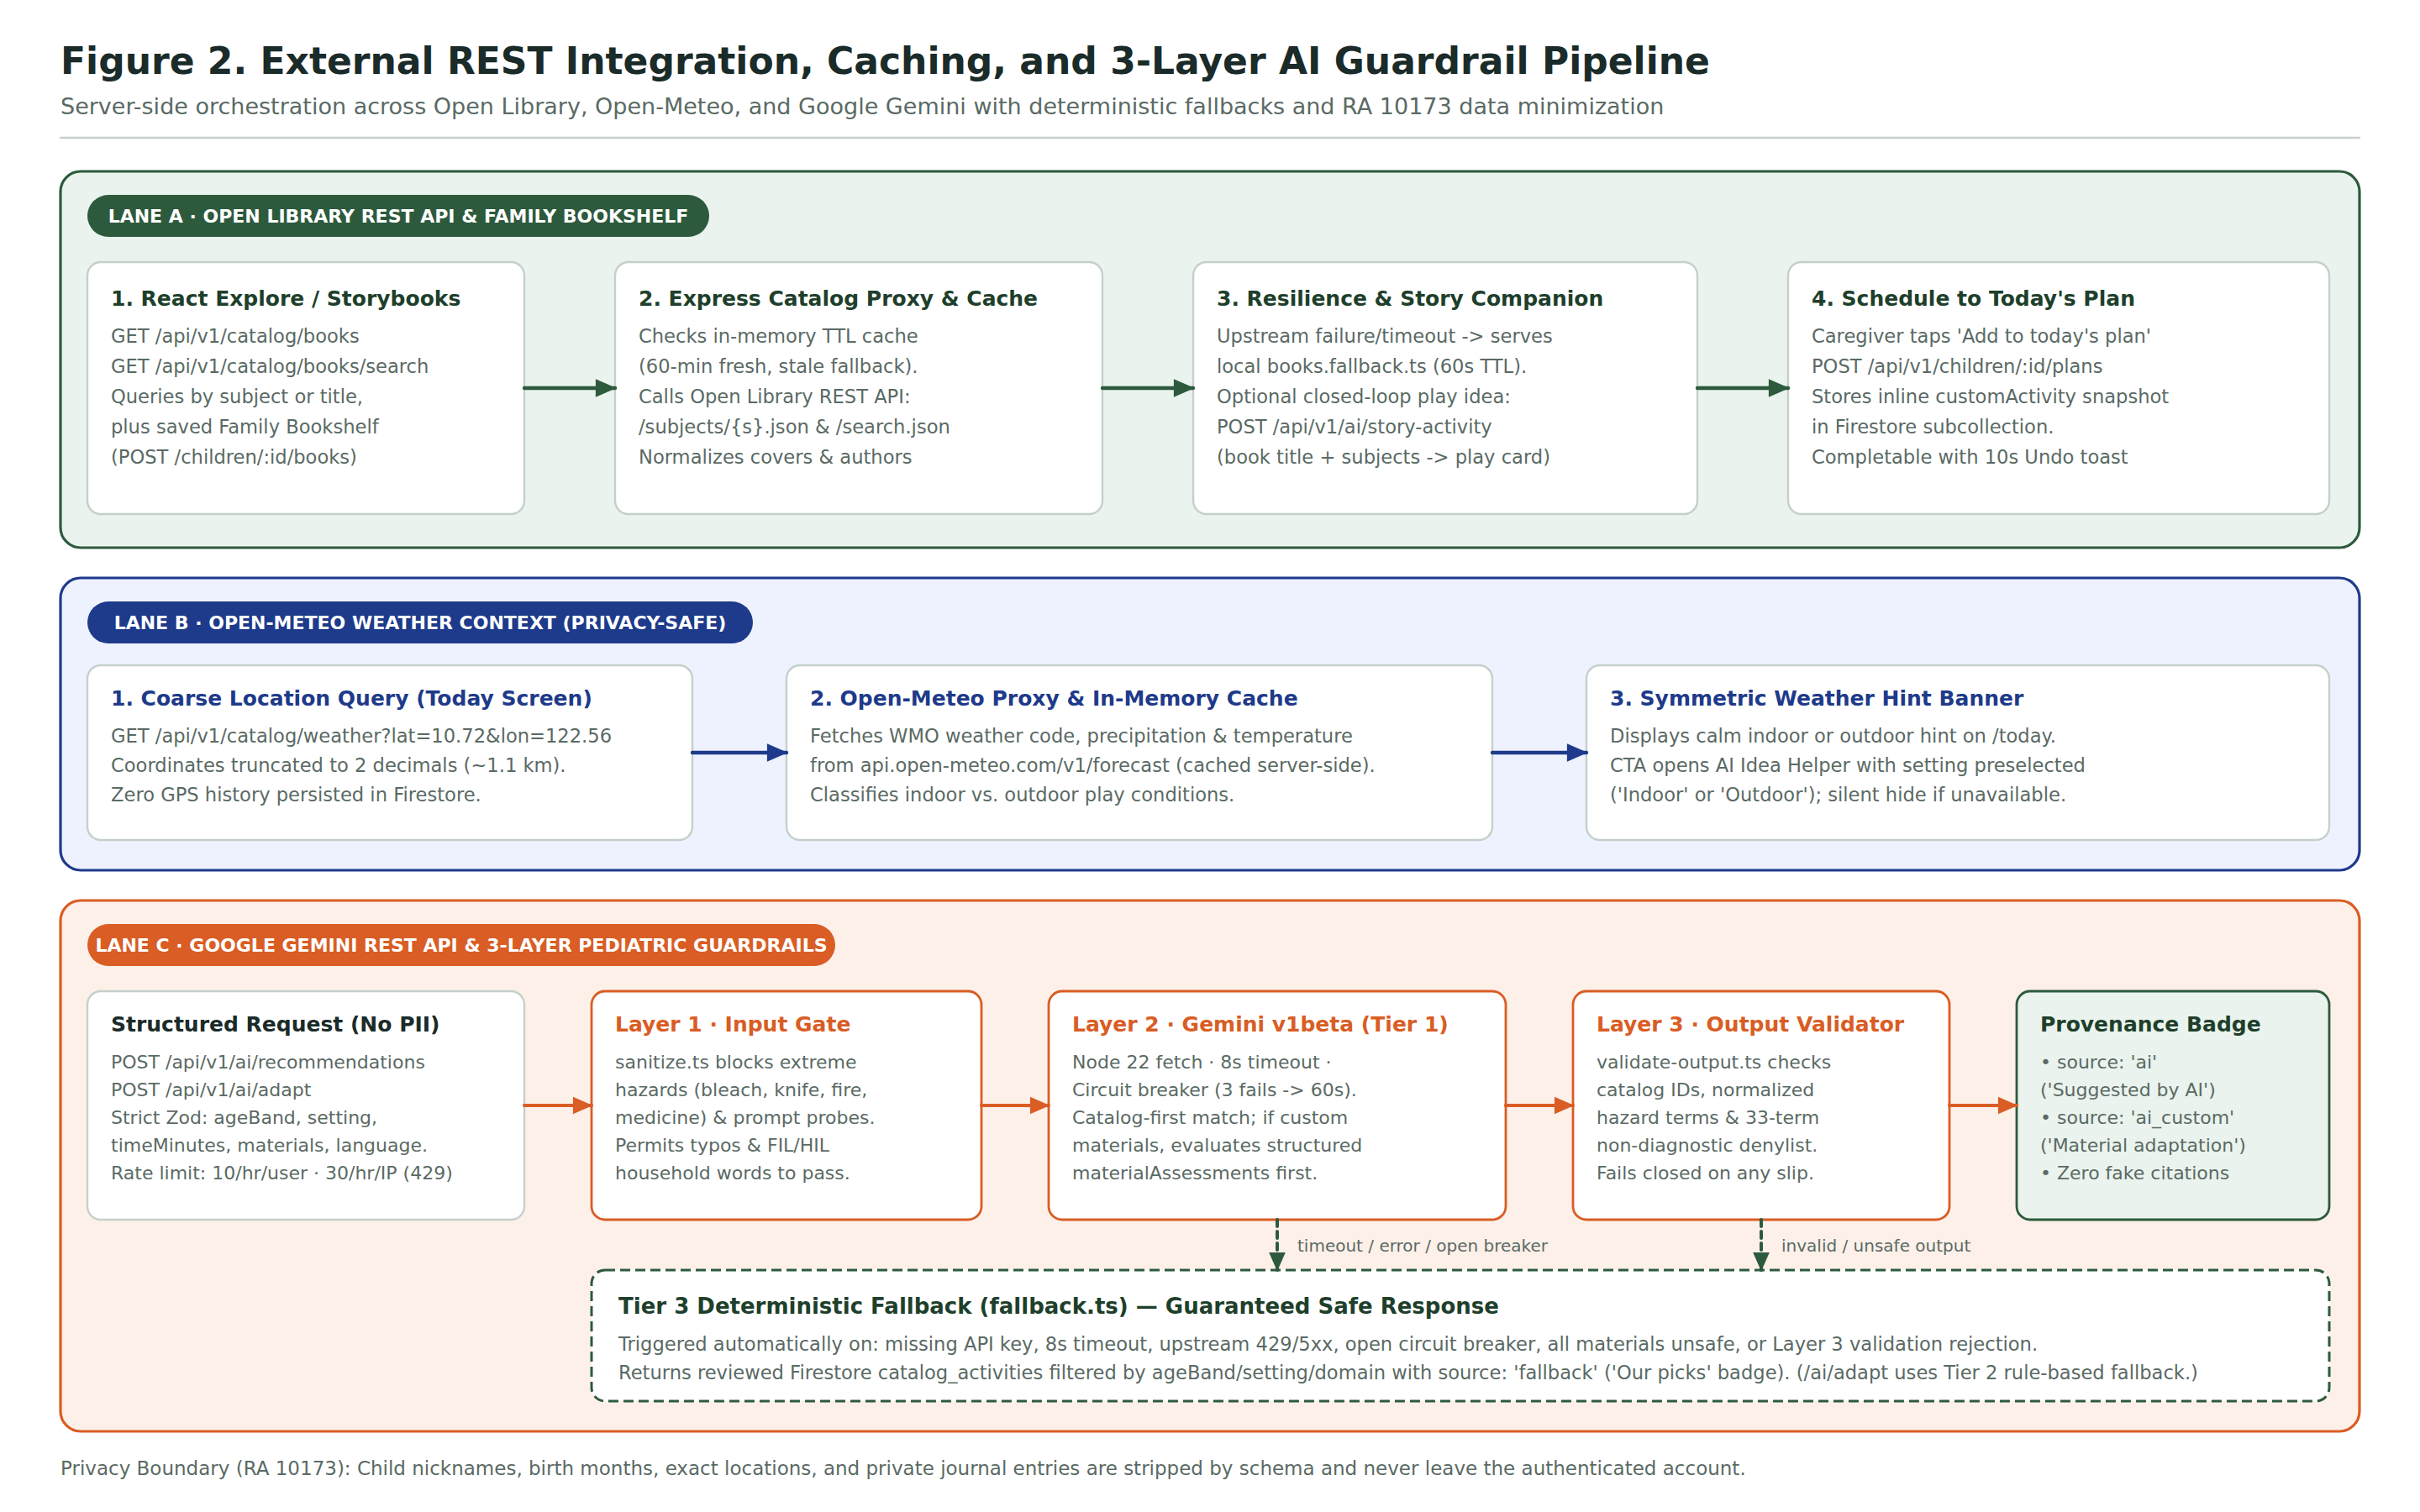 Figure 2. External REST Integration, Caching, and 3-Layer AI Guardrail Pipeline
Server-side orchestration across Open Library, Open-Meteo, and Google Gemini with deterministic fallbacks and RA 10173 data minimization
LANE A · OPEN LIBRARY REST API & FAMILY BOOKSHELF
1. React Explore / Storybooks
GET /api/v1/catalog/books
GET /api/v1/catalog/books/search
Queries by subject or title,
plus saved Family Bookshelf
(POST /children/:id/books)
2. Express Catalog Proxy & Cache
Checks in-memory TTL cache
(60-min fresh, stale fallback).
Calls Open Library REST API:
/subjects/{s}.json & /search.json
Normalizes covers & authors
3. Resilience & Story Companion
Upstream failure/timeout -> serves
local books.fallback.ts (60s TTL).
Optional closed-loop play idea:
POST /api/v1/ai/story-activity
(book title + subjects -> play card)
4. Schedule to Today's Plan
Caregiver taps 'Add to today's plan'
POST /api/v1/children/:id/plans
Stores inline customActivity snapshot
in Firestore subcollection.
Completable with 10s Undo toast
LANE B · OPEN-METEO WEATHER CONTEXT (PRIVACY-SAFE)
1. Coarse Location Query (Today Screen)
GET /api/v1/catalog/weather?lat=10.72&lon=122.56
Coordinates truncated to 2 decimals (~1.1 km).
Zero GPS history persisted in Firestore.
2. Open-Meteo Proxy & In-Memory Cache
Fetches WMO weather code, precipitation & temperature
from api.open-meteo.com/v1/forecast (cached server-side).
Classifies indoor vs. outdoor play conditions.
3. Symmetric Weather Hint Banner
Displays calm indoor or outdoor hint on /today.
CTA opens AI Idea Helper with setting preselected
('Indoor' or 'Outdoor'); silent hide if unavailable.
LANE C · GOOGLE GEMINI REST API & 3-LAYER PEDIATRIC GUARDRAILS
Structured Request (No PII)
POST /api/v1/ai/recommendations
POST /api/v1/ai/adapt
Strict Zod: ageBand, setting,
timeMinutes, materials, language.
Rate limit: 10/hr/user · 30/hr/IP (429)
Layer 1 · Input Gate
sanitize.ts blocks extreme
hazards (bleach, knife, fire,
medicine) & prompt probes.
Permits typos & FIL/HIL
household words to pass.
Layer 2 · Gemini v1beta (Tier 1)
Node 22 fetch · 8s timeout ·
Circuit breaker (3 fails -> 60s).
Catalog-first match; if custom
materials, evaluates structured
materialAssessments first.
Layer 3 · Output Validator
validate-output.ts checks
catalog IDs, normalized
hazard terms & 33-term
non-diagnostic denylist.
Fails closed on any slip.
Provenance Badge
• source: 'ai'
('Suggested by AI')
• source: 'ai_custom'
('Material adaptation')
• Zero fake citations
timeout / error / open breaker
invalid / unsafe output
Tier 3 Deterministic Fallback (fallback.ts) — Guaranteed Safe Response
Triggered automatically on: missing API key, 8s timeout, upstream 429/5xx, open circuit breaker, all materials unsafe, or Layer 3 validation rejection.
Returns reviewed Firestore catalog_activities filtered by ageBand/setting/domain with source: 'fallback' ('Our picks' badge). (/ai/adapt uses Tier 2 rule-based fallback.)
Privacy Boundary (RA 10173): Child nicknames, birth months, exact locations, and private journal entries are stripped by schema and never leave the authenticated account.